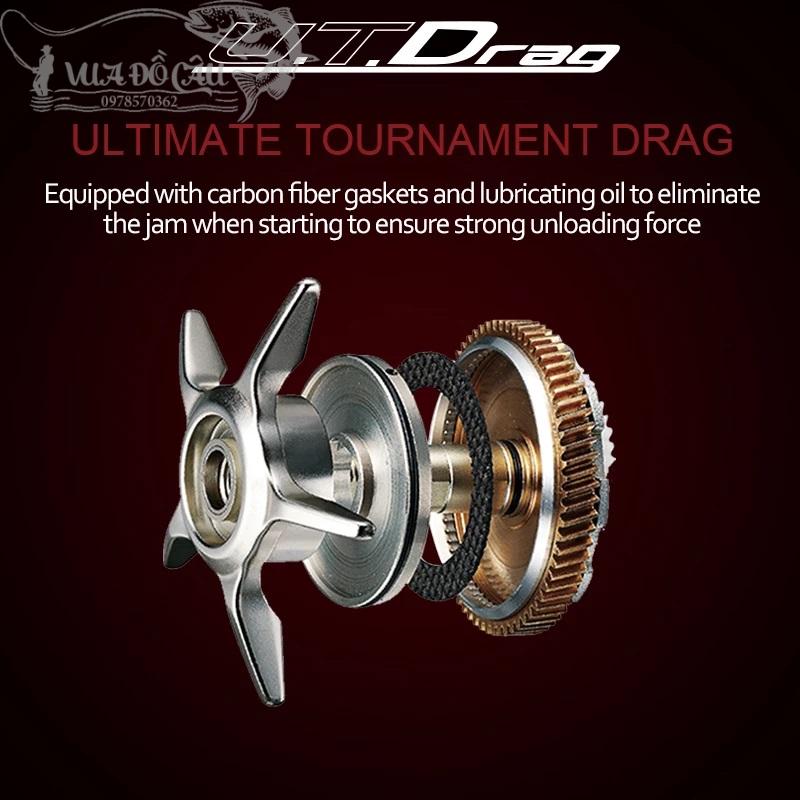 U.T.Drag
VUA ĐỒ CÂU
0978570362
ULTIMATE TOURNAMENT DRAG
Equipped with carbon fiber gaskets and lubricating oil to eliminate
the jam when starting to ensure strong unloading force